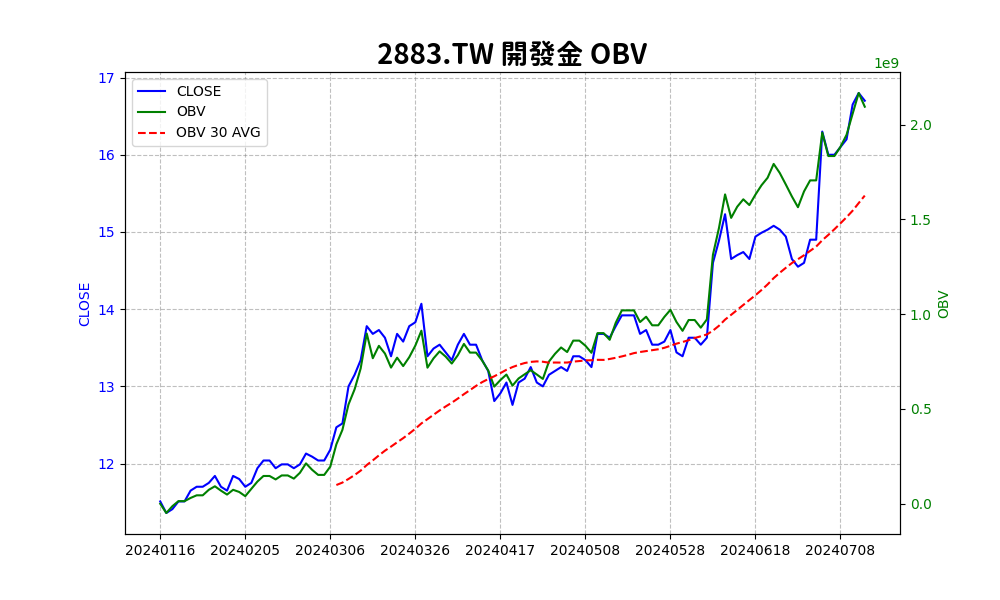 2883.TW 開發金 OBV
1e9
CLOSE
OBV
OBV 30 AVG
17
16
15
14
13
12
CLOSE
2.0
1.5
1.0
0.5
0.0
OBV
20240116
20240205
20240306
20240326
20240417
20240508
20240528
20240618
20240708